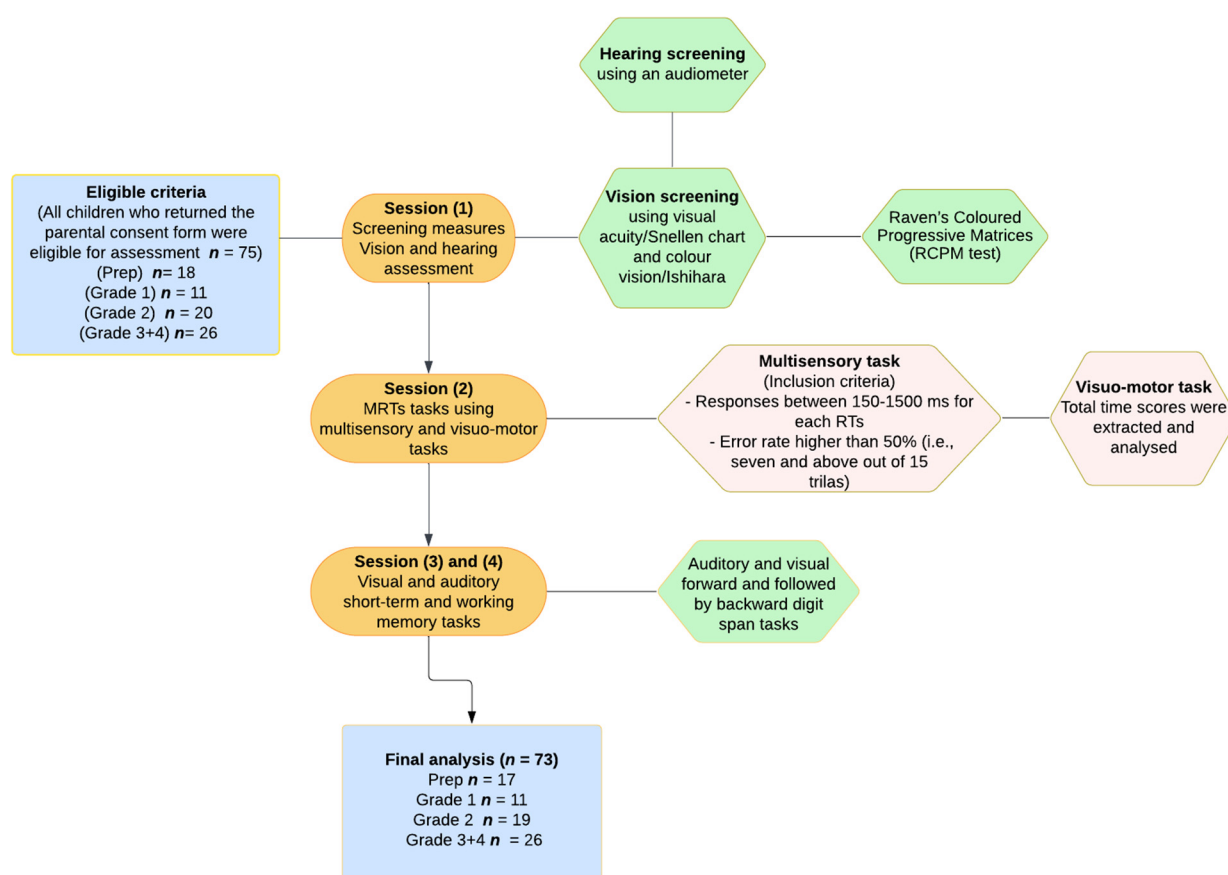 Hearing screening
using an audiometer
Eligible criteria
(All children who returned the
parental consent form were
eligible for assessment n = 75)
(Prep) n= 18
(Grade 1) n = 11
(Grade 2) n = 20
(Grade 3+4) n= 26
Session (1)
Screening measures
Vision and hearing
assessment
Vision screening
using visual
acuity/Snellen chart
and colour
vision/Ishihara
Raven's Coloured
Progressive Matrices
(RCPM test)
Session (2)
MRTs tasks using
multisensory and visuo-motor
tasks
Multisensory task
(Inclusion criteria)
- Responses between 150-1500 ms for
each RTs
- Error rate higher than 50% (i.e.,
seven and above out of 15
trilas)
Visuo-motor task
Total time scores were
extracted and
analysed
Session (3) and (4)
Visual and auditory
short-term and working
memory tasks
Auditory and visual
forward and followed
by backward digit
span tasks
Final analysis (n = 73)
Prep n = 17
Grade 1 n = 11
Grade 2 n = 19
Grade 3+4 n = 26